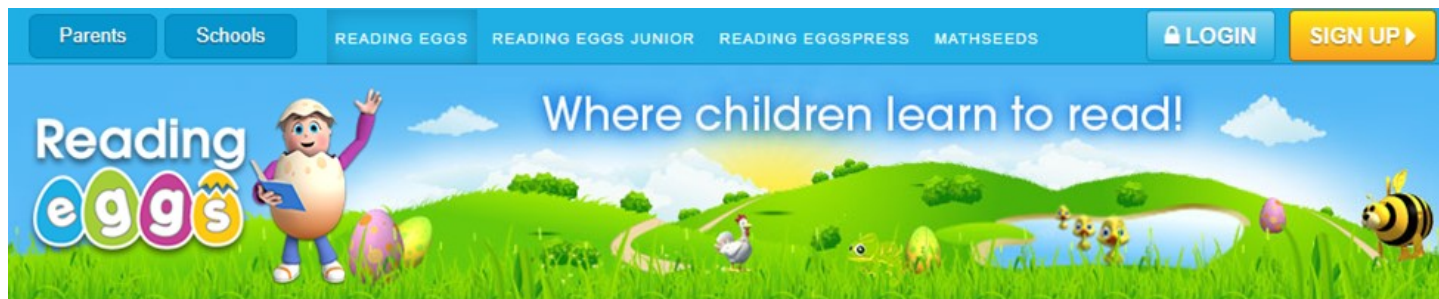 Parents Schools READING EGGS READING EGGS JUNIOR READING EGGSPRESS MATHSEEDS LOGIN SIGN UP
Where children learn to read!
Reading
eggs